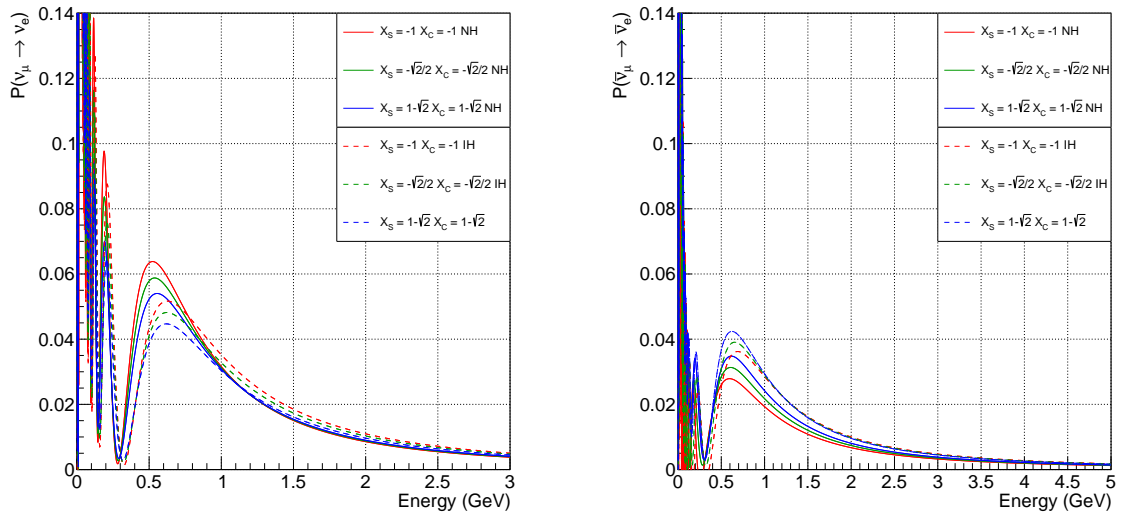 P(νμ → νe)
0.14
0.12
0.1
0.08
0.06
0.04
0.02
0
X_S = -1 X_C = -1 NH
X_S = -√2/2 X_C = -√2/2 NH
X_S = 1-√2 X_C = 1-√2 NH
X_S = -1 X_C = -1 IH
X_S = -√2/2 X_C = -√2/2 IH
X_S = 1-√2 X_C = 1-√2
0 0.5 1 1.5 2 2.5 3
Energy (GeV)
P(ν̄μ → ν̄e)
0.14
0.12
0.1
0.08
0.06
0.04
0.02
0
X_S = -1 X_C = -1 NH
X_S = -√2/2 X_C = -√2/2 NH
X_S = 1-√2 X_C = 1-√2 NH
X_S = -1 X_C = -1 IH
X_S = -√2/2 X_C = -√2/2 IH
X_S = 1-√2 X_C = 1-√2
0 0.5 1 1.5 2 2.5 3 3.5 4 4.5 5
Energy (GeV)